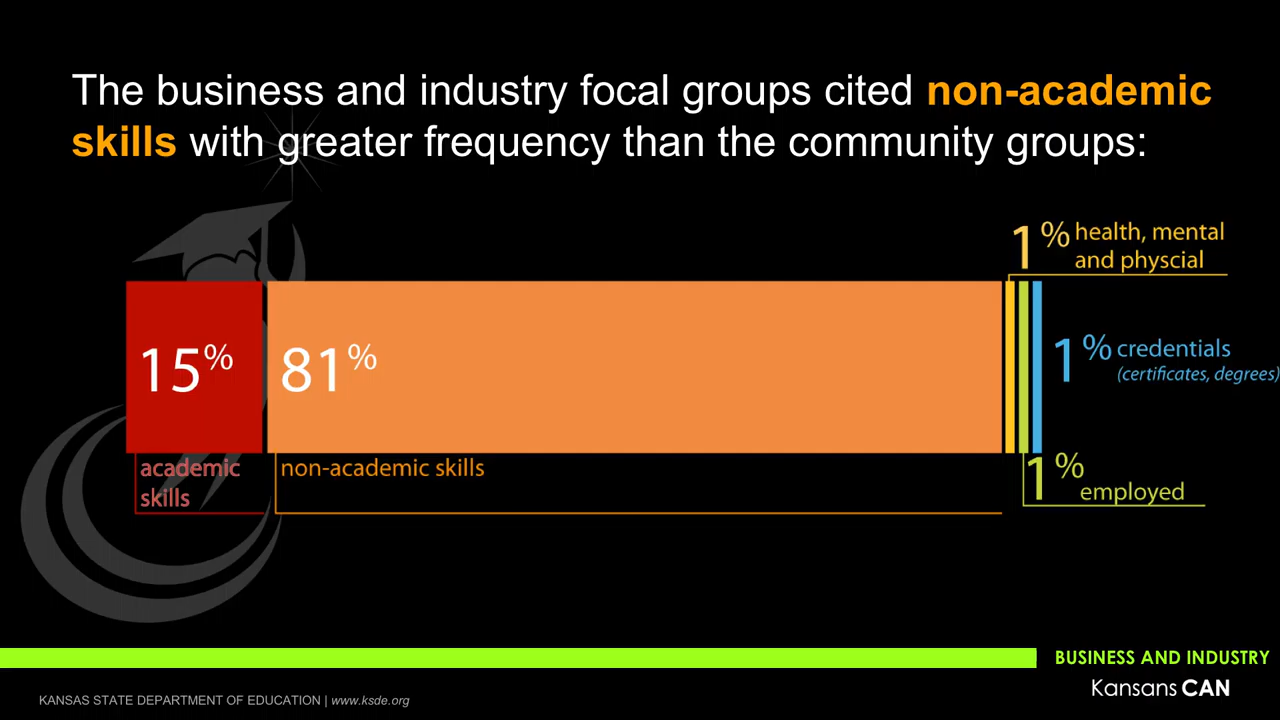 The business and industry focal groups cited non-academic
skills with greater frequency than the community groups:
1% health, mental
and physcial
15%
81%
1% credentials
(certificates, degrees)
academic
skills
non-academic skills
1%
employed
BUSINESS AND INDUSTRY
KansansCAN
KANSAS STATE DEPARTMENT OF EDUCATION | www.ksde.org